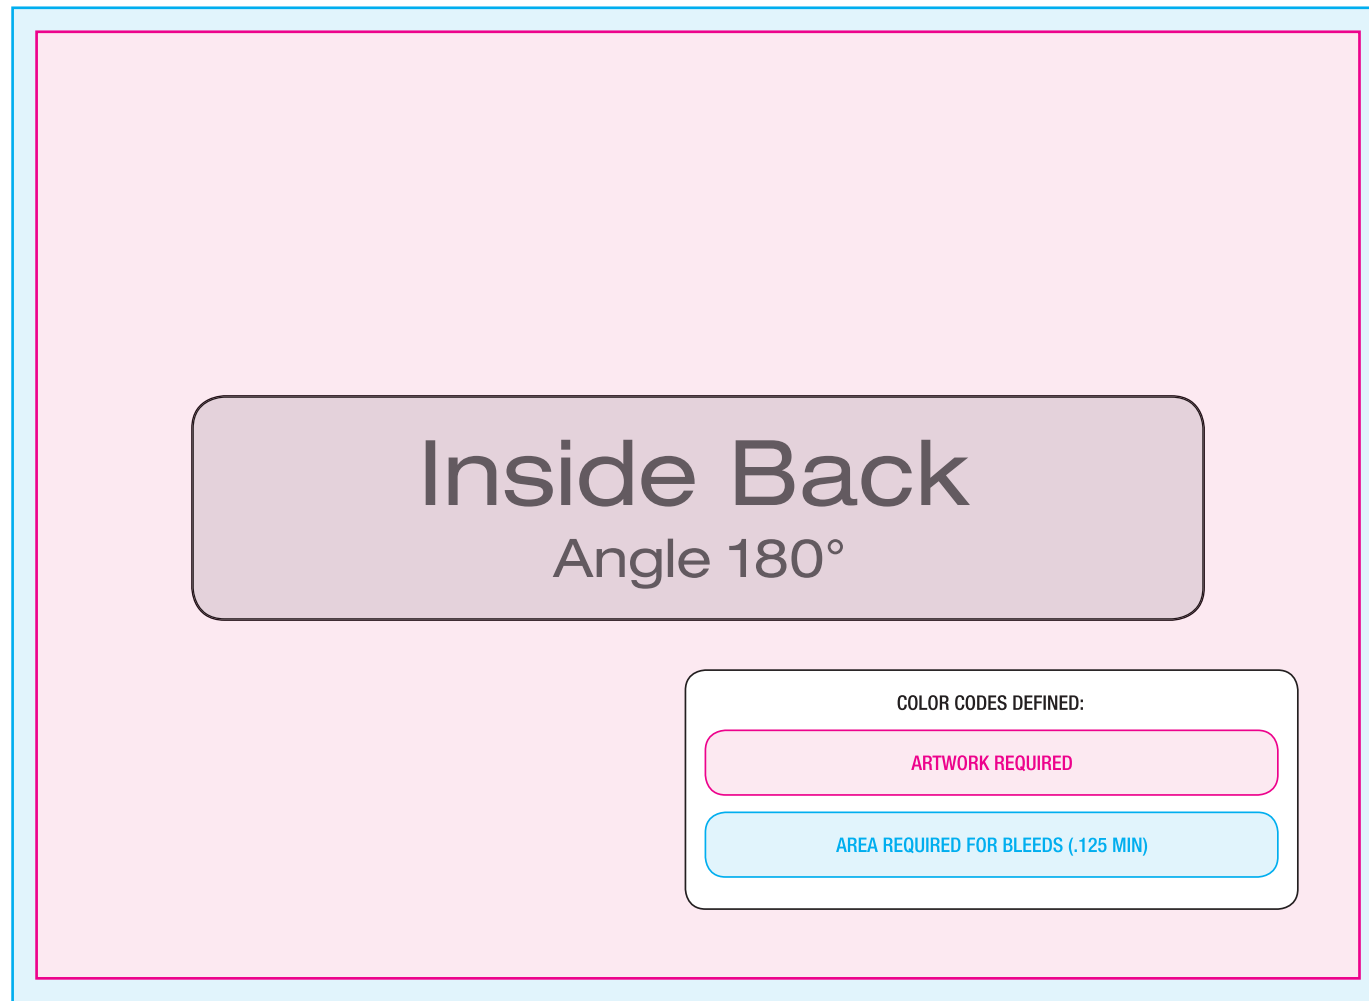 Inside Back
Angle 180°
COLOR CODES DEFINED:
ARTWORK REQUIRED
AREA REQUIRED FOR BLEEDS (.125 MIN)